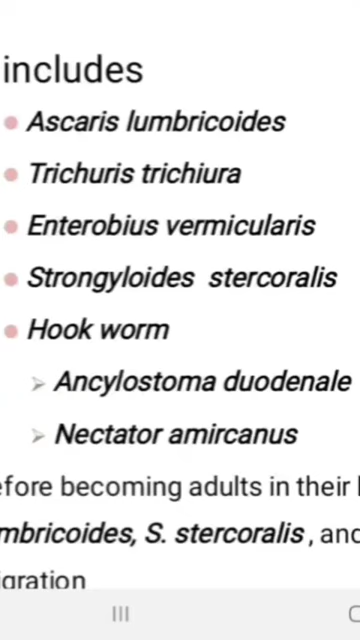 includes
Ascaris lumbricoides
Trichuris trichiura
Enterobius vermicularis
Strongyloides stercoralis
Hook worm
Ancylostoma duodenale
Nectator amircanus
efore becoming adults in their
mbricoides, S. stercoralis , and
igration